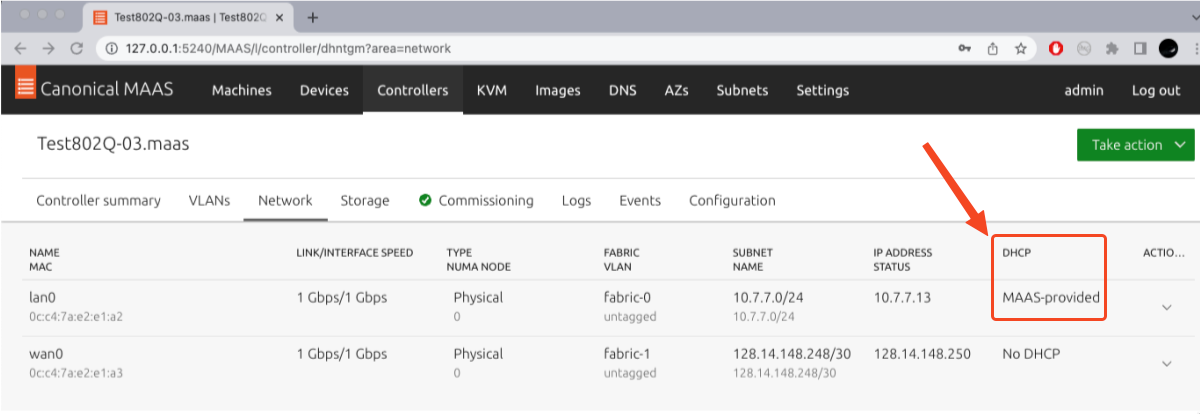 Test802Q-03.maas | Test802Q
127.0.0.1:5240/MAAS/l/controller/dhntgm?area=network
Canonical MAAS Machines Devices Controllers KVM Images DNS AZs Subnets Settings admin Log out
Test802Q-03.maas Take action
Controller summary VLANs Network Storage Commissioning Logs Events Configuration
NAME LINK/INTERFACE SPEED TYPE FABRIC SUBNET IP ADDRESS DHCP ACTIO...
MAC NUMA NODE VLAN NAME STATUS
lan0 1 Gbps/1 Gbps Physical fabric-0 10.7.7.0/24 10.7.7.13 MAAS-provided
0c:c4:7a:e2:e1:a2 0 untagged 10.7.7.0/24
wan0 1 Gbps/1 Gbps Physical fabric-1 128.14.148.248/30 128.14.148.250 No DHCP
0c:c4:7a:e2:e1:a3 0 untagged 128.14.148.248/30